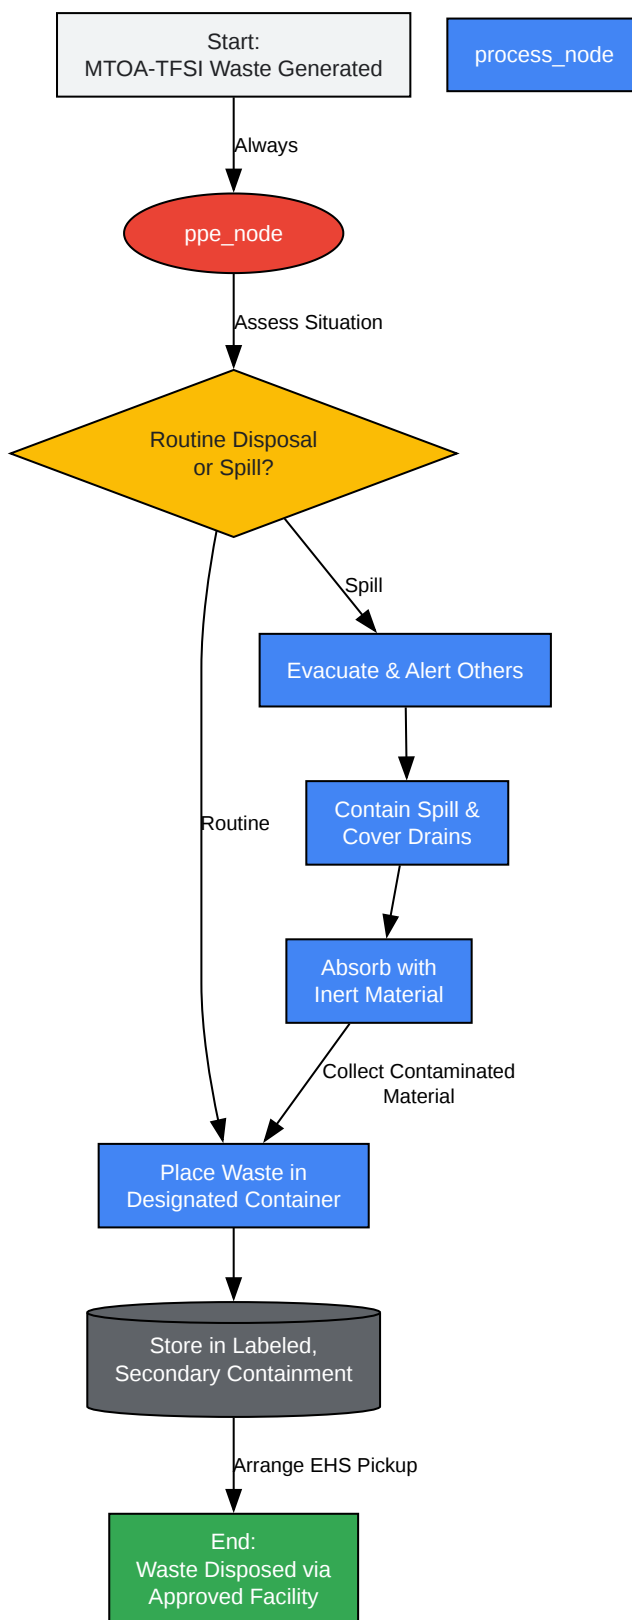 Start:
MTOA-TFSI Waste Generated
process_node
Always
ppe_node
Assess Situation
Routine Disposal
or Spill?
Spill
Evacuate & Alert Others
Contain Spill &
Cover Drains
Routine
Absorb with
Inert Material
Collect Contaminated
Material
Place Waste in
Designated Container
Store in Labeled,
Secondary Containment
Arrange EHS Pickup
End:
Waste Disposed via
Approved Facility